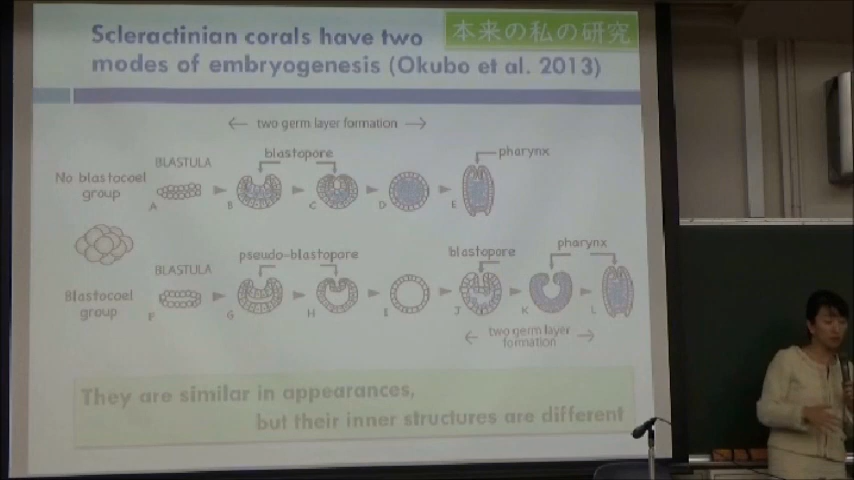 Scleractinian corals have two
modes of embryogenesis (Okubo et al. 2013)
本来の私の研究
← two germ layer formation →
No blastocoel
group
BLASTULA
blastopore
pharynx
A
B
C
D
E
Blastocoel
group
BLASTULA
pseudo-blastopore
blastopore
pharynx
F
G
H
I
J
K
L
← two germ layer →
formation
They are similar in appearances,
but their inner structures are different